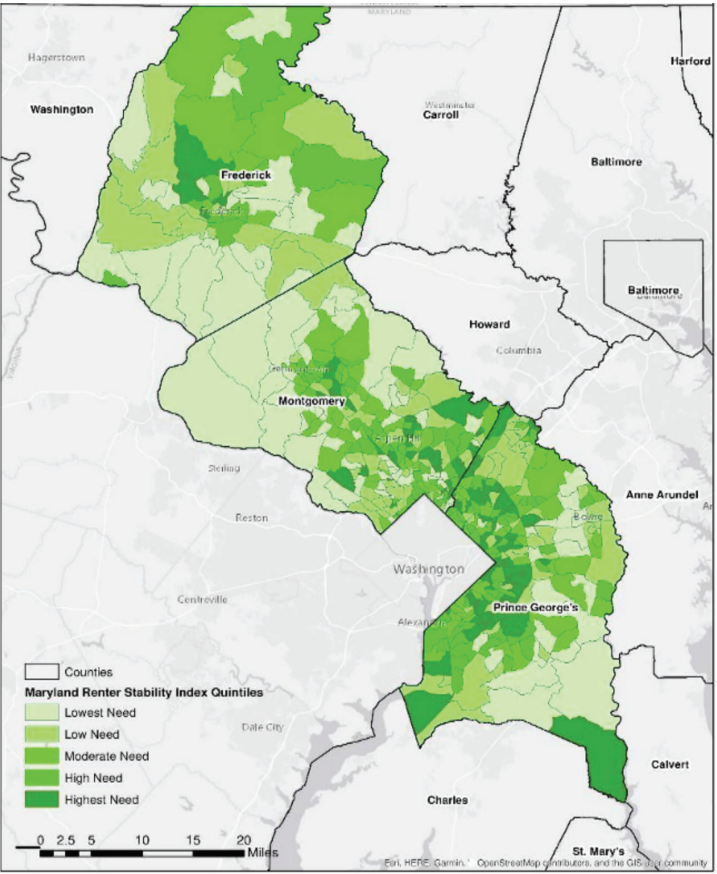 MARYLAND
Hagerstown
Harford
Washington
Westminster
Carroll
Baltimore
Frederick
Frederick
Baltimore
Baltimore
Howard
Columbia
Germantown
Montgomery
Sterling
Anne Arundel
Reston
Bowie
Washington
Centreville
Prince George's
Counties
Maryland Renter Stability Index Quintiles
Lowest Need
Low Need
Dale City
Moderate Need
High Need
Calvert
Highest Need
Charles
0 2.5 5 10 15 20
Miles
St. Mary's
Esri, HERE, Garmin, OpenStreetMap contributors, and the GIS user community